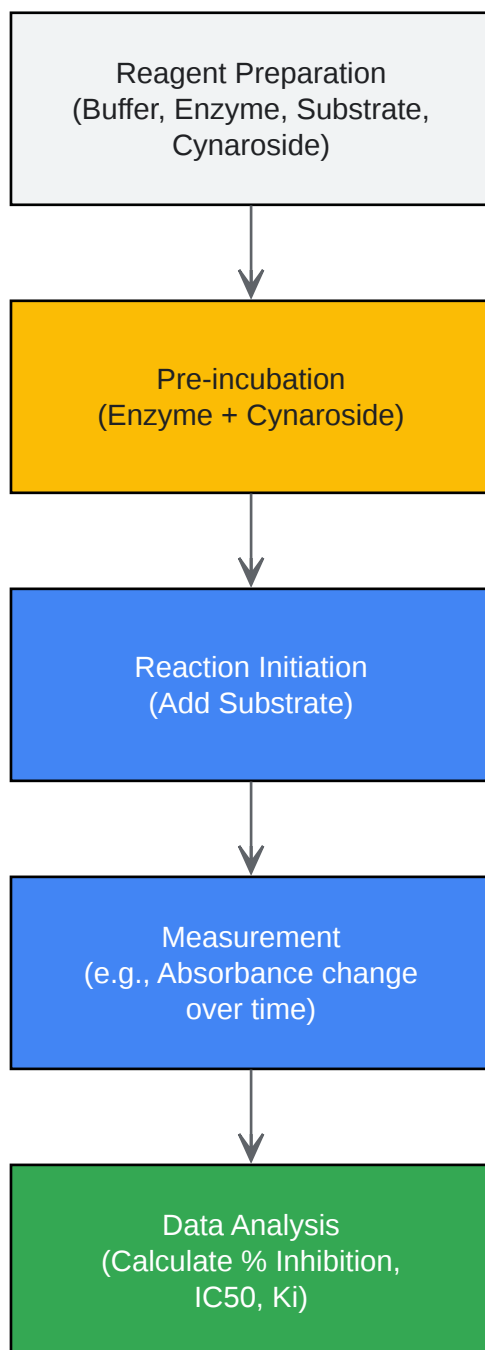 Reagent Preparation
(Buffer, Enzyme, Substrate,
Cynaroside)
Pre-incubation
(Enzyme + Cynaroside)
Reaction Initiation
(Add Substrate)
Measurement
(e.g., Absorbance change
over time)
Data Analysis
(Calculate % Inhibition,
IC50, Ki)